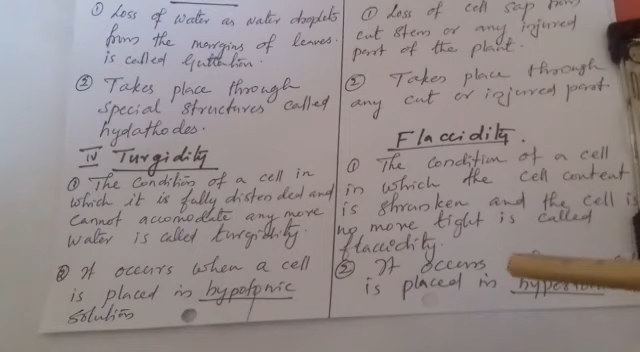 ① Loss of water as water droplets
from the margins of leaves.
is called Guttation.
② Takes place through
special structures called
hydathodes.
IV Turgidity
① The condition of a cell in
which it is fully distended and
cannot accomodate any more
water is called turgidity.
② It occurs when a cell
is placed in hypotonic
solution
① Loss of cell sap from
cut stem or any injured
part of the plant.
② Takes place through
any cut or injured part
Flaccidity.
① The condition of a cell
in which the cell content
is shrunken and the cell is
no more tight is called
flaccidity.
② It occurs
is placed in